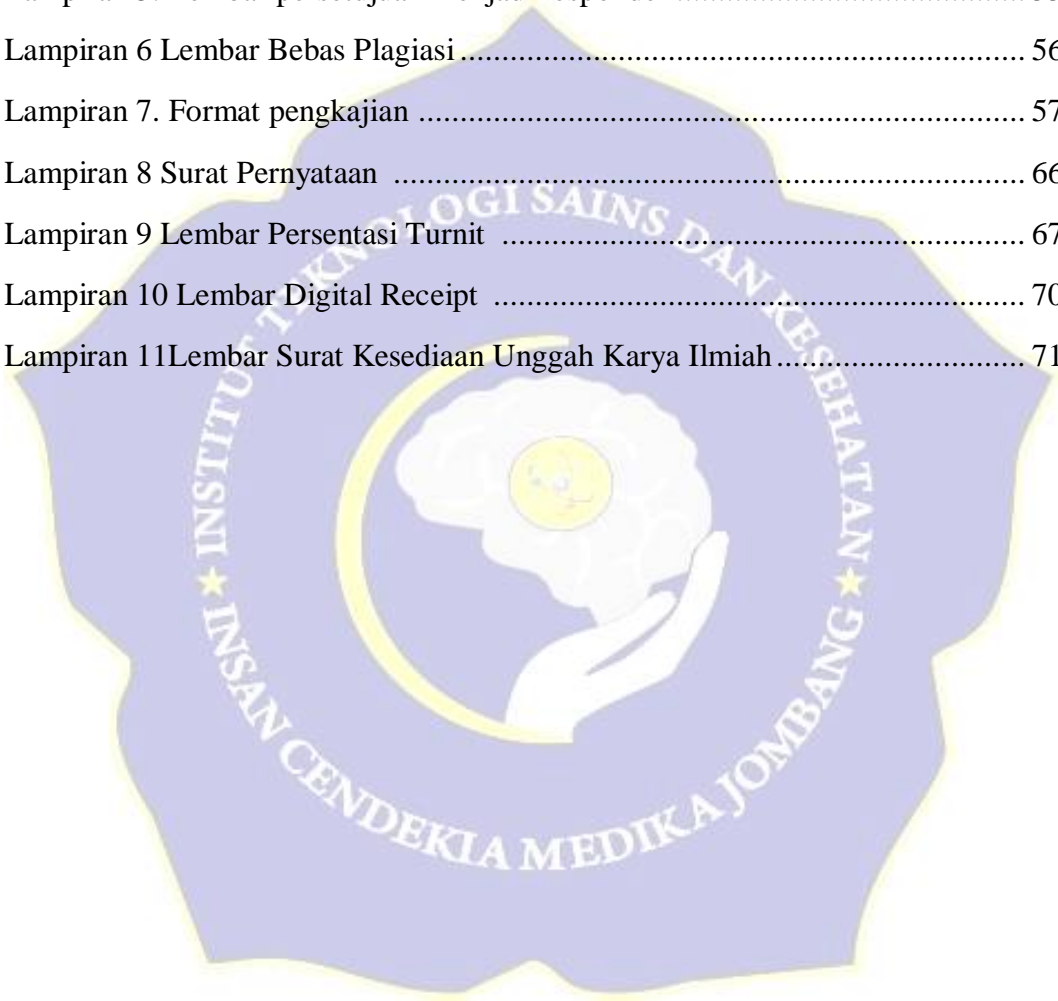 Lampiran 6 Lembar Bebas Plagiasi ........................................................................ 56
Lampiran 7. Format pengkajian ............................................................................. 57
Lampiran 8 Surat Pernyataan ................................................................................ 66
Lampiran 9 Lembar Persentasi Turnit .................................................................. 67
Lampiran 10 Lembar Digital Receipt ................................................................... 70
Lampiran 11Lembar Surat Kesediaan Unggah Karya Ilmiah ............................... 71
INSTITUT TEKNOLOGI SAINS DAN KESEHATAN
INSAN CENDEKIA MEDIKA JOMBANG